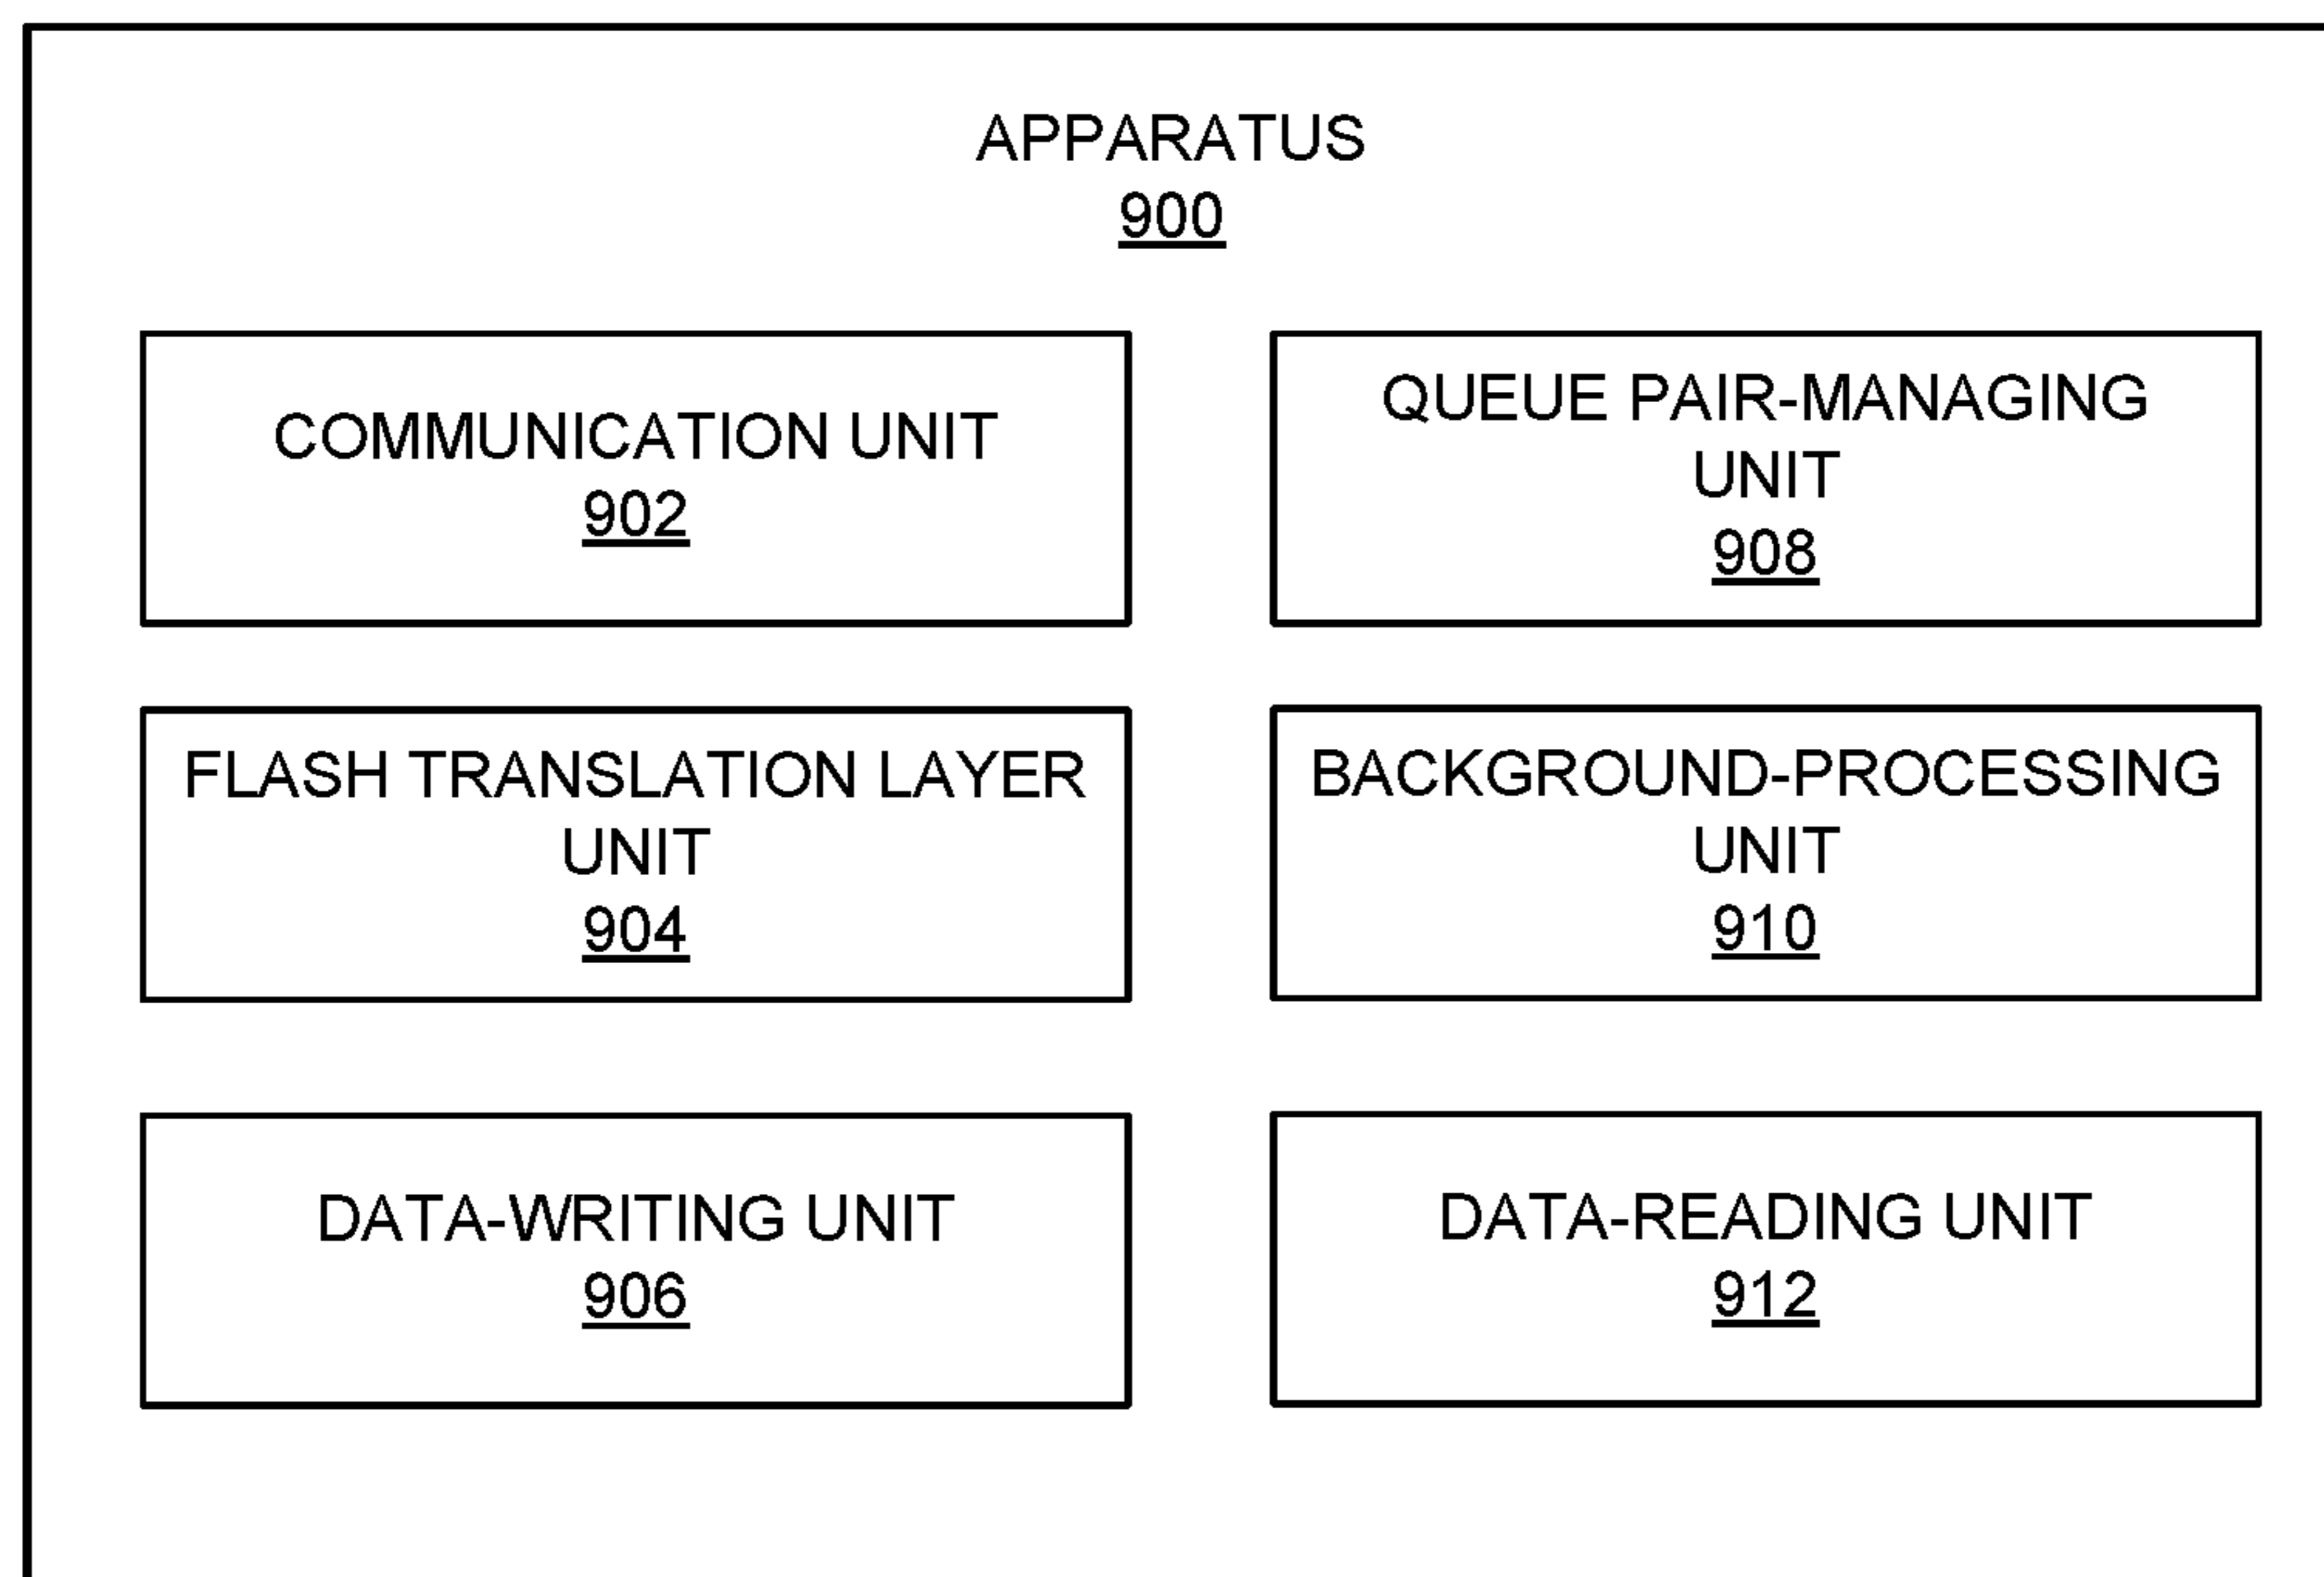 APPARATUS
900
COMMUNICATION UNIT
902
QUEUE PAIR-MANAGING
UNIT
908
FLASH TRANSLATION LAYER
UNIT
904
BACKGROUND-PROCESSING
UNIT
910
DATA-WRITING UNIT
906
DATA-READING UNIT
912